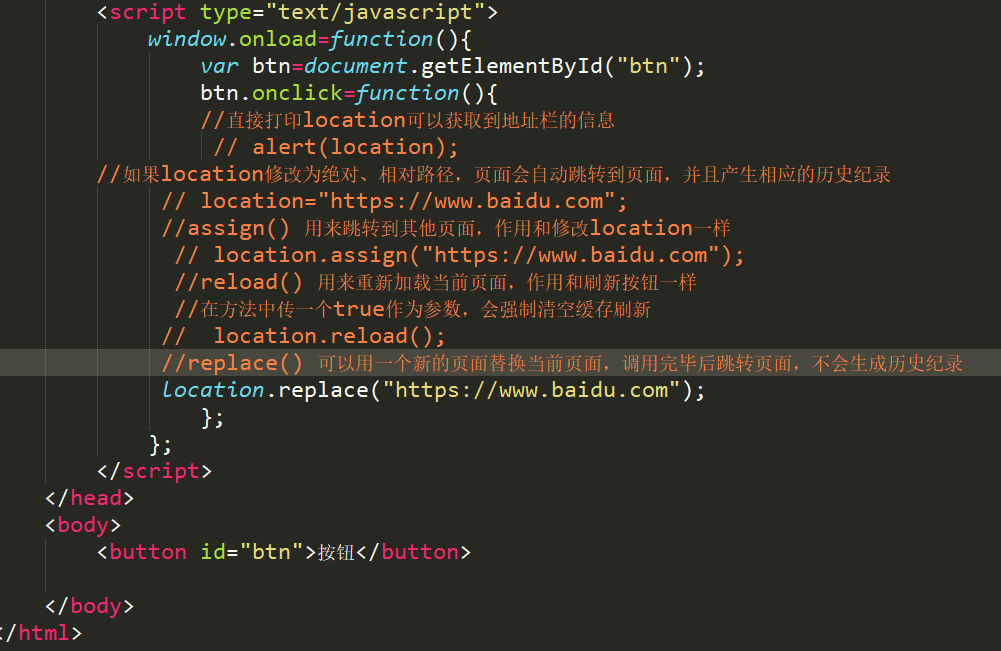 <script type="text/javascript">
window.onload=function(){
var btn=document.getElementById("btn");
btn.onclick=function(){
//直接打印location可以获取到地址栏的信息
// alert(location);
//如果location修改为绝对、相对路径，页面会自动跳转到页面，并且产生相应的历史纪录
// location="https://www.baidu.com";
//assign() 用来跳转到其他页面，作用和修改location一样
// location.assign("https://www.baidu.com");
//reload() 用来重新加载当前页面，作用和刷新按钮一样
//在方法中传一个true作为参数，会强制清空缓存刷新
//  location.reload();
//replace() 可以用一个新的页面替换当前页面，调用完毕后跳转页面，不会生成历史纪录
location.replace("https://www.baidu.com");
};
};
</script>
</head>
<body>
<button id="btn">按钮</button>
</body>
</html>